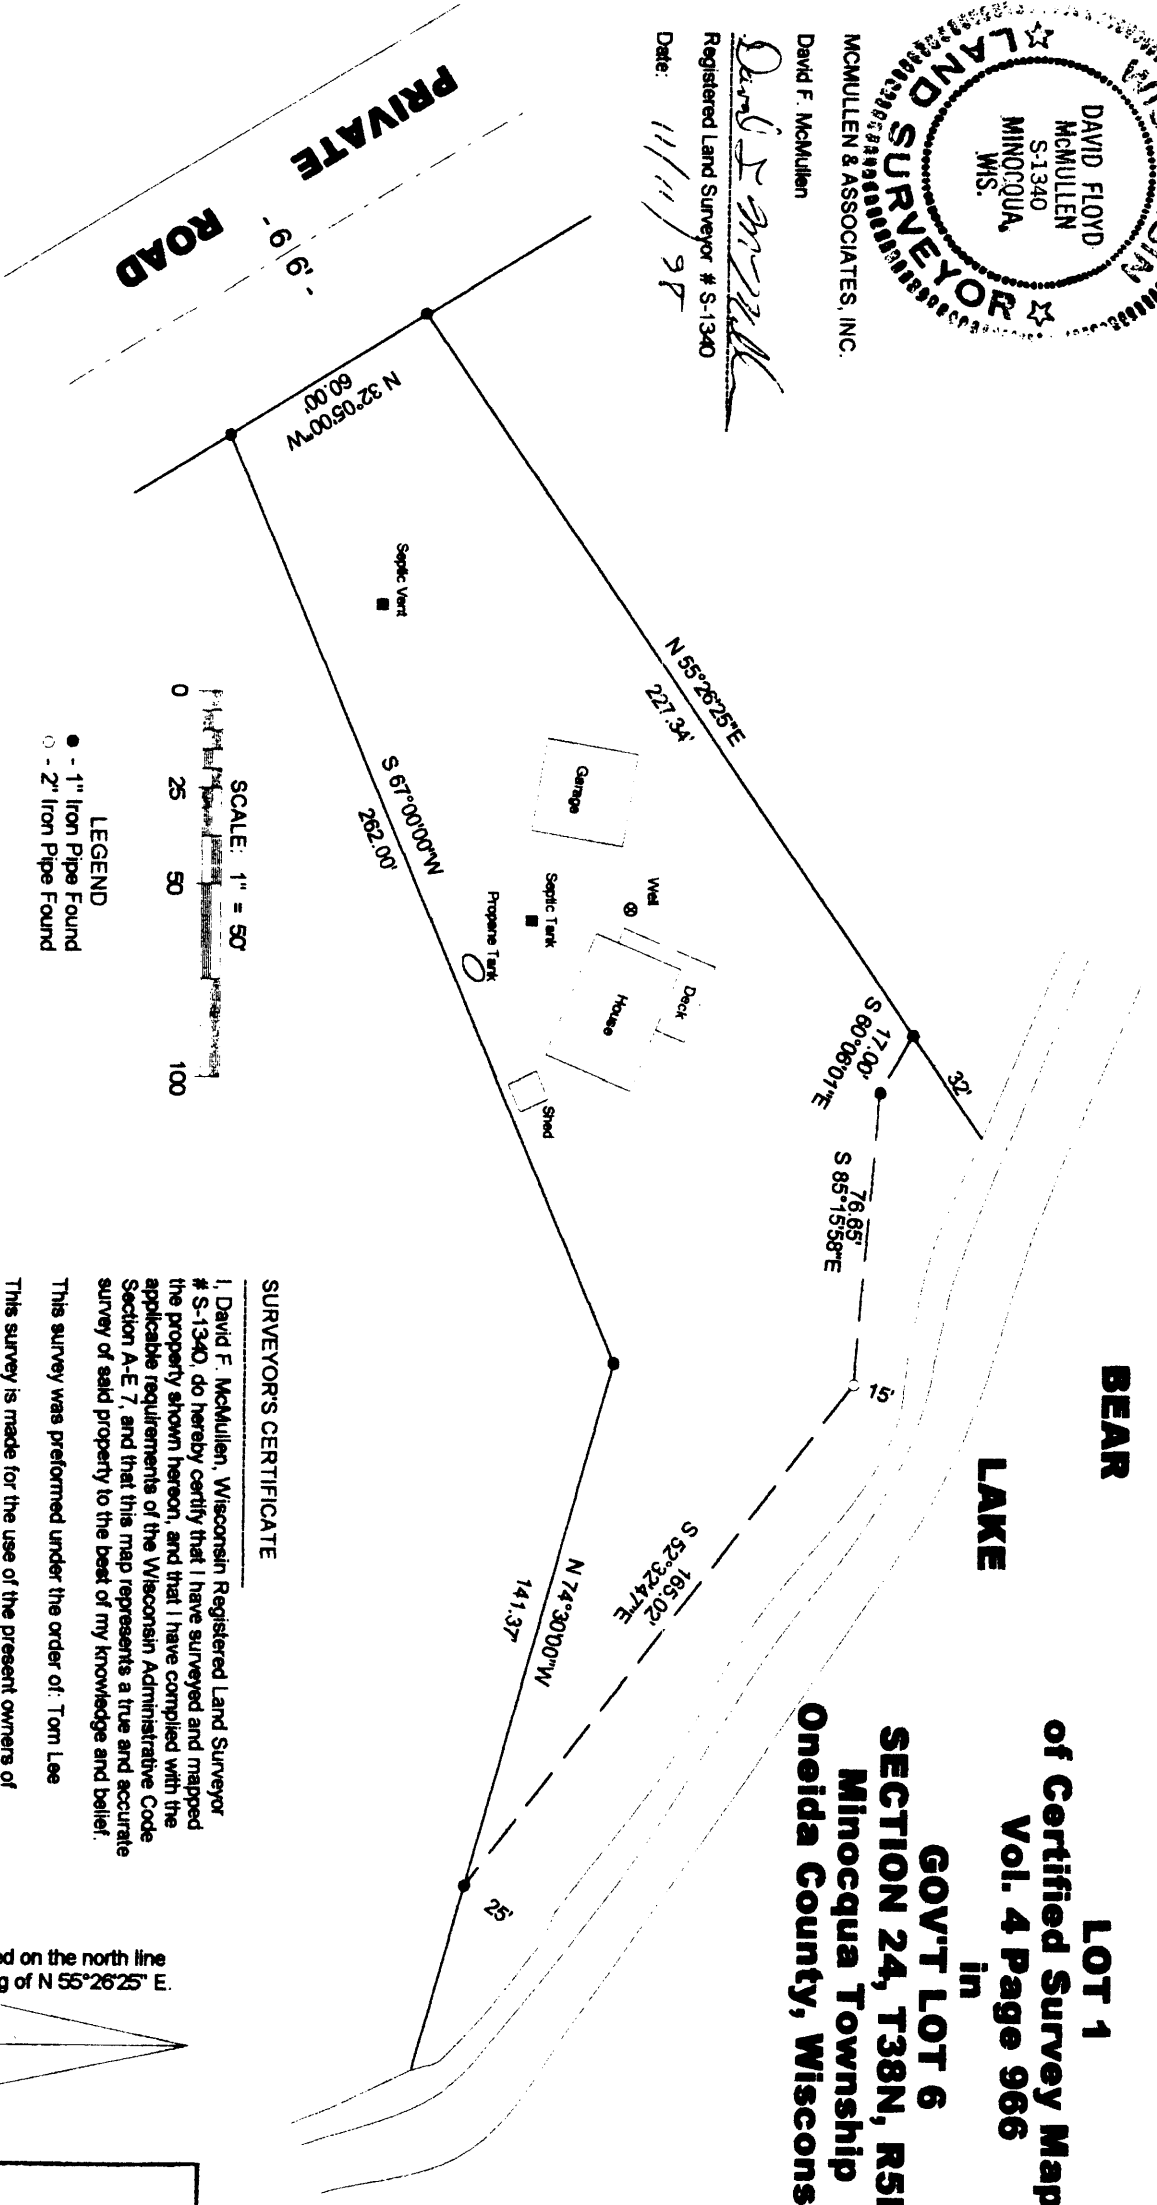 LOT 1
of Certified Survey Map
Vol. 4 Page 966
in
GOV'T LOT 6
SECTION 24, T38N,
Minocqua Township
Oneida County,
BEAR
LAKE
LAND SURVEYOR
DAVID FLOYD
McMULLEN
S-1340
MINOCQUA,
WIS.
MCMULLEN & ASSOCIATES, INC.
David F. McMullen
Registered Land Surveyor # S-1340
Date: 11/11/98
PRIVATE
ROAD
- 66' -
N 32°05'00"W
60.00'
N 55°26'25"E
227.34'
32'
17.00'
S 60°06'01"E
76.65'
S 85°15'58"E
15'
165.02'
S 52°32'47"E
25'
N 74°30'00"W
141.37'
S 67°00'00"W
262.00'
Septic Vent
Garage
Well
Septic Tank
Propane Tank
Deck
House
Shed
SCALE: 1" = 50'
0 25 50 100
LEGEND
● - 1" Iron Pipe Found
○ - 2" Iron Pipe Found
SURVEYOR'S CERTIFICATE
I, David F. McMullen, Wisconsin Registered Land Surveyor
# S-1340, do hereby certify that I have surveyed and mapped
the property shown hereon, and that I have complied with the
applicable requirements of the Wisconsin Administrative Code
Section A-E 7, and that this map represents a true and accurate
survey of said property to the best of my knowledge and belief.
This survey was preformed under the order of: Tom Lee
This survey is made for the use of the present owners of
on the north line
of N 55°26'25" E.